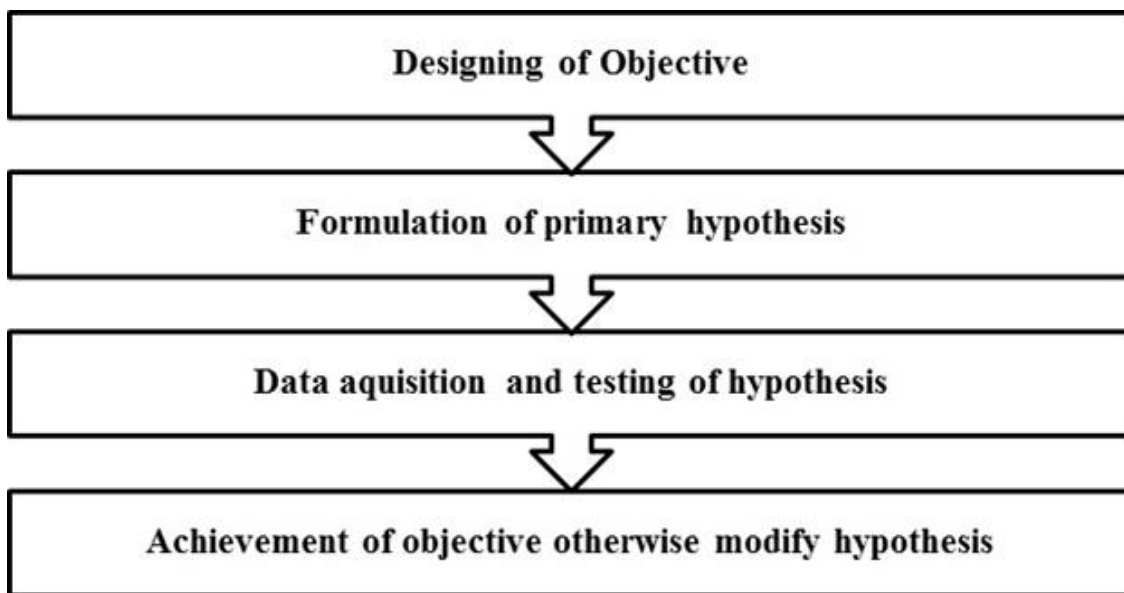 Designing of Objective
Formulation of primary hypothesis
Data aquisition and testing of hypothesis
Achievement of objective otherwise modify hypothesis